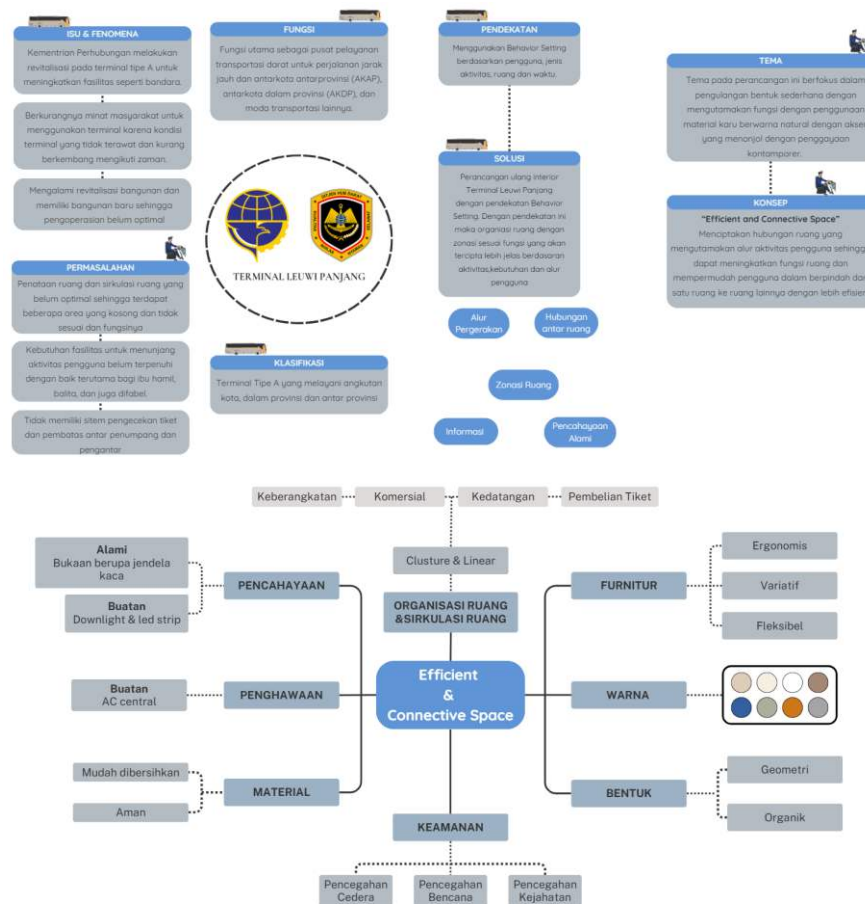 ISU & FENOMENA
Kementrian Perhubungan melakukan
revitalisasi pada terminal tipe A untuk
meningkatkan fasilitas seperti bandara.
Berkurangnya minat masyarakat untuk
menggunakan terminal karena kondisi
terminal yang tidak terawat dan kurang
berkembang mengikuti zaman.
Mengalami revitalisasi bangunan dan
memiliki bangunan baru sehingga
pengoperasian belum optimal
PERMASALAHAN
Penataan ruang dan sirkulasi ruang yang
belum optimal sehingga terdapat
beberapa area yang kosong dan tidak
sesuai dan fungsinya
Kebutuhan fasilitas untuk menunjang
aktivitas pengguna belum terpenuhi
dengan baik terutama bagi ibu hamil,
balita, dan juga difabel.
Tidak memiliki sitem pengecekan tiket
dan pembatas antar penumpang dan
pengantar
FUNGSI
Fungsi utama sebagai pusat pelayanan
transportasi darat untuk perjalanan jarak
jauh dan antarkota antarprovinsi (AKAP),
antarkota dalam provinsi (AKDP), dan
moda transportasi lainnya.
TERMINAL LEUWI PANJANG
KLASIFIKASI
Terminal Tipe A yang melayani angkutan
kota, dalam provinsi dan antar provinsi
PENDEKATAN
Menggunakan Behavior Setting
berdasarkan pengguna, jenis
aktivitas, ruang dan waktu.
SOLUSI
Perancangan ulang interior
Terminal Leuwi Panjang
dengan pendekatan Behavior
Setting. Dengan pendekatan ini
maka organiasi ruang dengan
zonasi sesuai fungsi yang akan
tercipta lebih jelas berdasaran
aktivitas,kebutuhan dan alur
pengguna
Alur
Pergerakan
Hubungan
antar ruang
Zonasi Ruang
Informasi
Pencahayaan
Alami
TEMA
Tema pada perancangan ini berfokus dalam
pengulangan bentuk sederhana dengan
mengutamakan fungsi dengan penggunaan
material karu berwarna natural dengan aksen
yang menonjol dengan penggayaan
kontamporer.
KONSEP
“Efficient and Connective Space”
Menciptakan hubungan ruang yang
mengutamakan alur aktivitas pengguna sehingga
dapat meningkatkan fungsi ruang dan
mempermudah pengguna dalam berpindah dari
satu ruang ke ruang lainnya dengan lebih efisien
Keberangkatan
Komersial
Kedatangan
Pembelian Tiket
Clusture & Linear
ORGANISASI RUANG
&SIRKULASI RUANG
Alami
Bukaan berupa jendela
kaca
Buatan
Downlight & led strip
PENCAHAYAAN
Buatan
AC central
PENGHAWAAN
Mudah dibersihkan
Aman
MATERIAL
Efficient
&
Connective Space
FURNITUR
Ergonomis
Variatif
Fleksibel
WARNA
BENTUK
Geometri
Organik
KEAMANAN
Pencegahan
Cedera
Pencegahan
Bencana
Pencegahan
Kejahatan